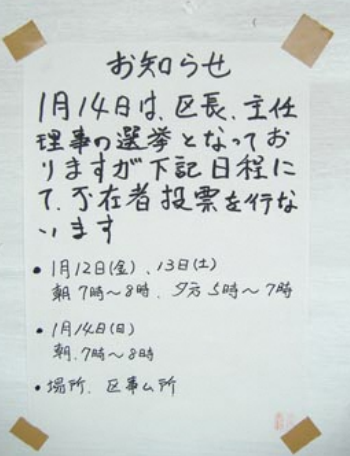 お知らせ
1月14日は、区長、主任
理事の選挙となってお
りますが下記日程に
て、不在者投票を行な
います
• 1月12日(金)、13日(土)
朝7時～8時、夕方5時～7時
• 1月14日(日)
朝、7時～8時
• 場所、区事ム所